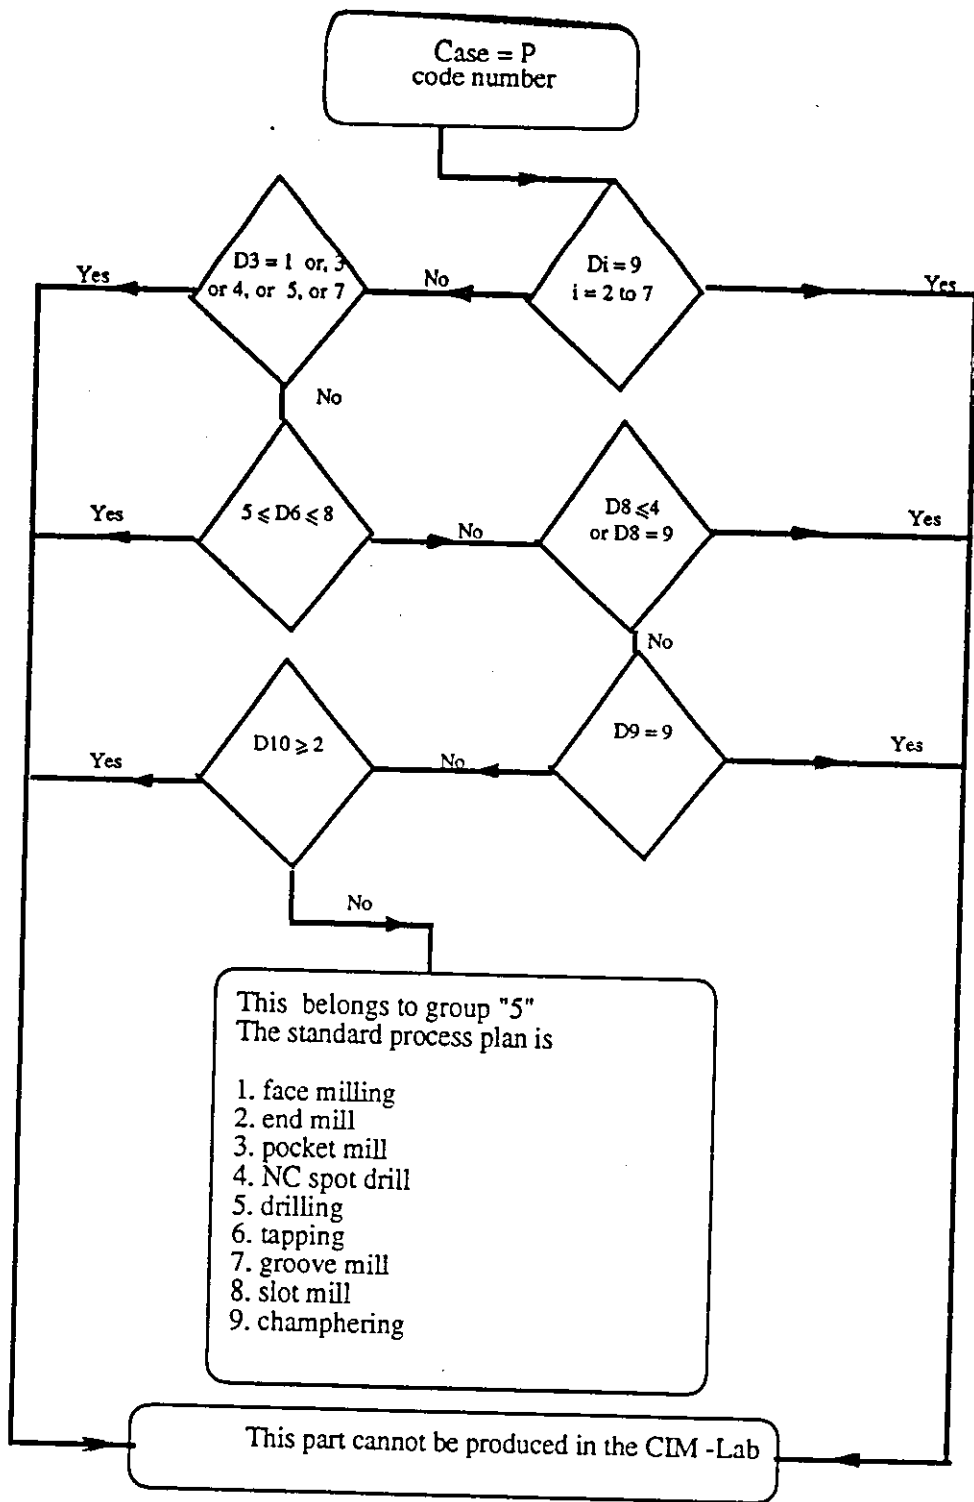 Case = P
code number
Di = 9
i = 2 to 7
Yes
No
D3 = 1 or, 3
or 4, or 5, or 7
Yes
No
5 ⩽ D6 ⩽ 8
Yes
No
D8 ⩽4
or D8 = 9
Yes
No
D9 = 9
Yes
No
D10 ⩾ 2
Yes
No
This belongs to group "5"
The standard process plan is
1. face milling
2. end mill
3. pocket mill
4. NC spot drill
5. drilling
6. tapping
7. groove mill
8. slot mill
9. champhering
This part cannot be produced in the CIM -Lab